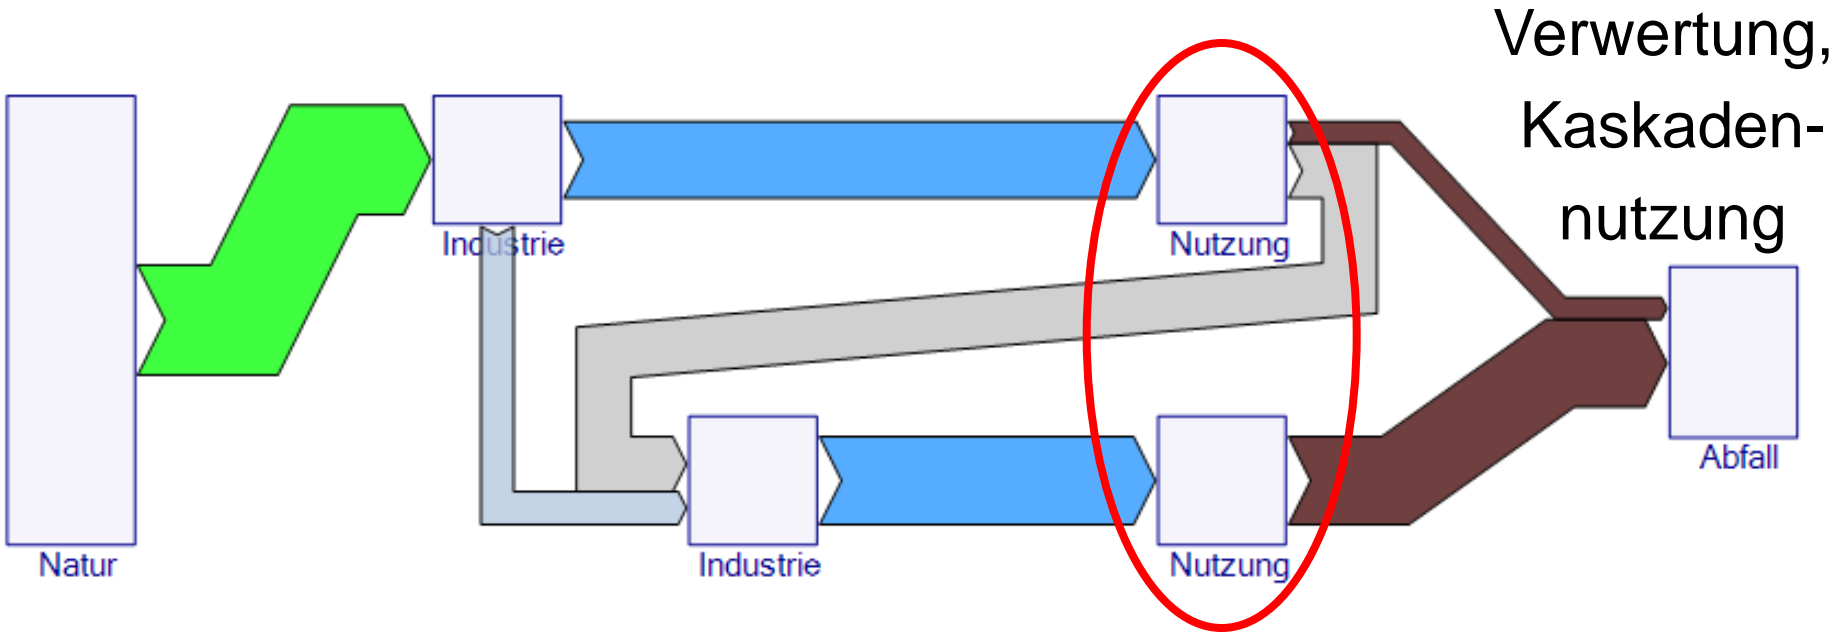 Verwertung,
Kaskaden-
nutzung
Industrie
Nutzung
Abfall
Natur
Industrie
Nutzung